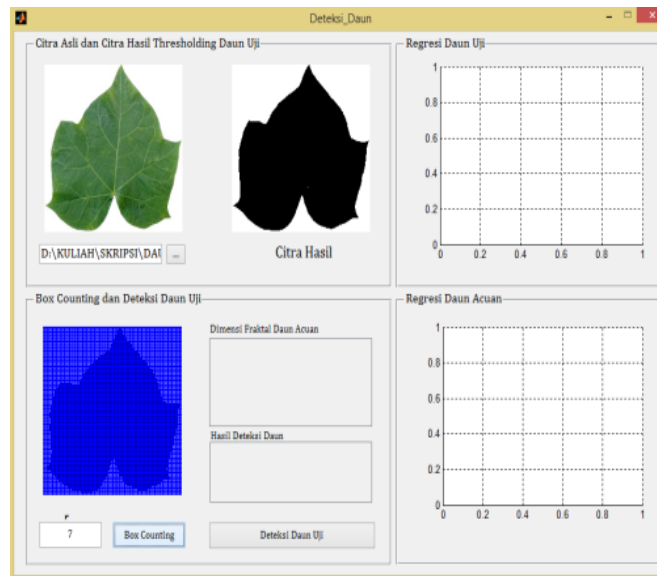 Deteksi_Daun
Citra Asli dan Citra Hasil Thresholding Daun Uji
D:\KULIAH\SKRIPSI\DAU
...
Citra Hasil
Regresi Daun Uji
1
0.8
0.6
0.4
0.2
0
0 0.2 0.4 0.6 0.8 1
Box Counting dan Deteksi Daun Uji
Dimensi Fraktal Daun Acuan
Hasil Deteksi Daun
r
7
Box Counting
Deteksi Daun Uji
Regresi Daun Acuan
1
0.8
0.6
0.4
0.2
0
0 0.2 0.4 0.6 0.8 1